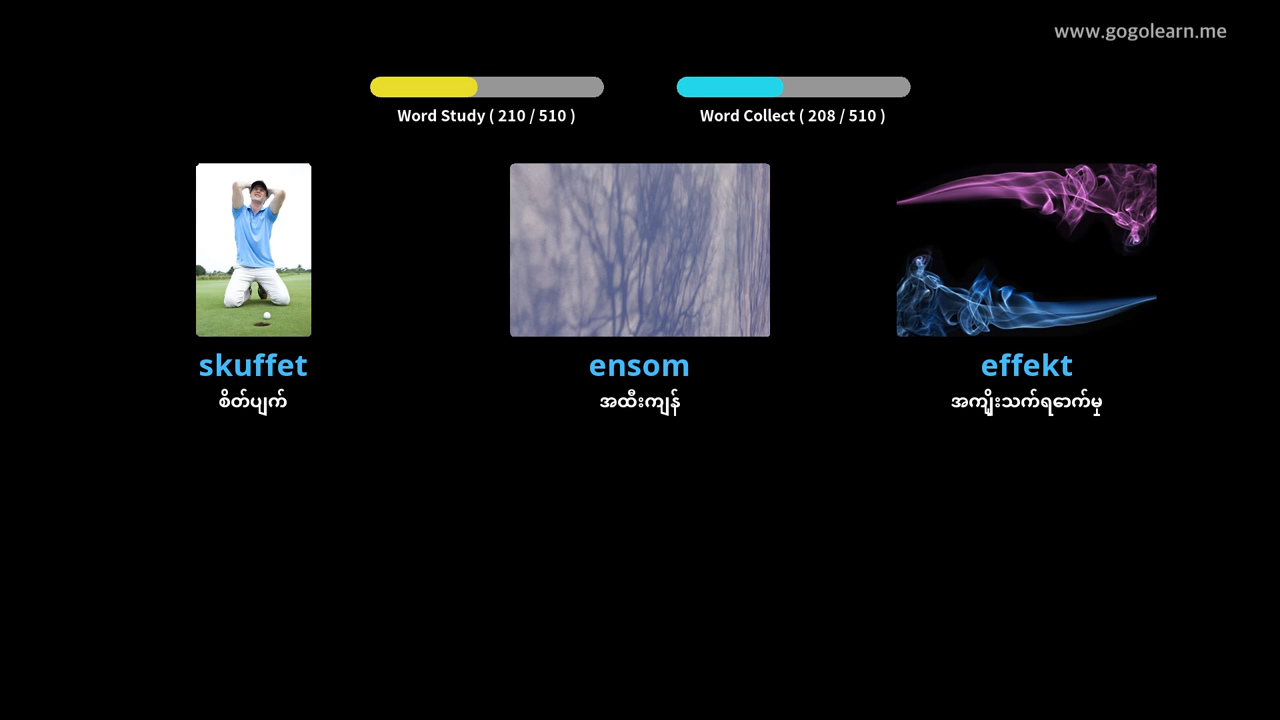 www.gogolearn.me
Word Study ( 210 / 510 )
Word Collect ( 208 / 510 )
skuffet
ensom
effekt
စိတ်ပျက်
အထီးကျန်
အကျိုးသက်ရောက်မှု